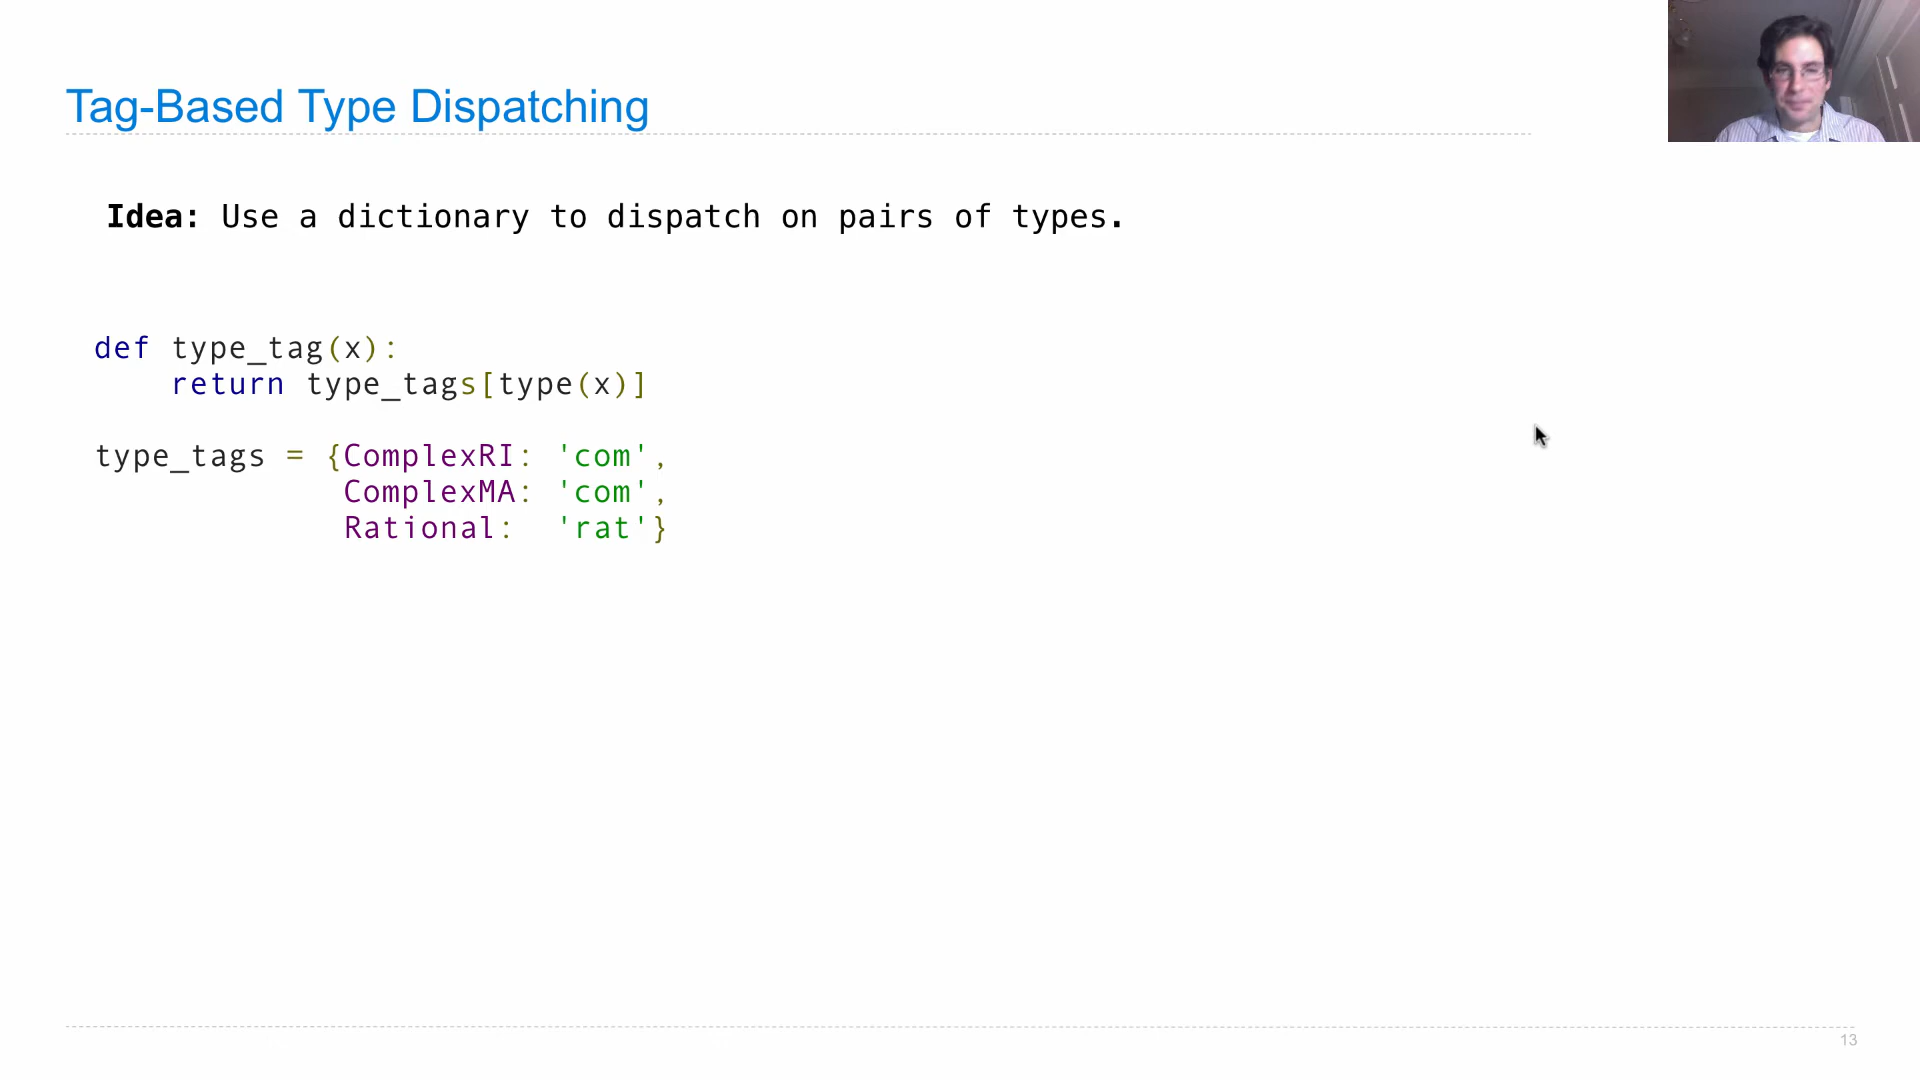 Tag-Based Type Dispatching
Idea: Use a dictionary to dispatch on pairs of types.
def type_tag(x):
    return type_tags[type(x)]
type_tags = {ComplexRI: 'com',
             ComplexMA: 'com',
             Rational:  'rat'}
13